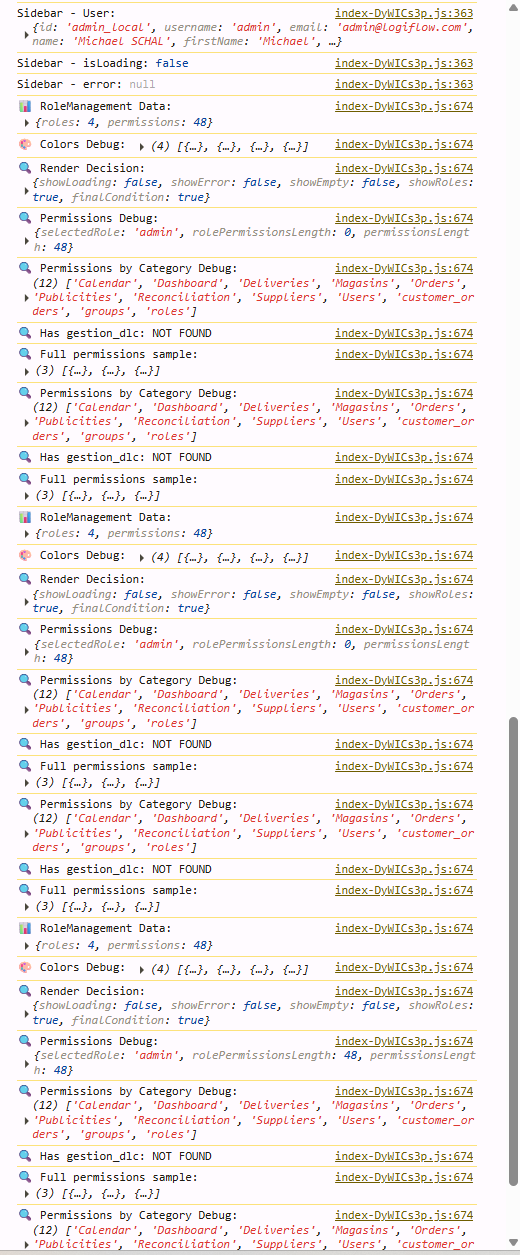 Sidebar - User: index-DyWICs3p.js:363
{id: 'admin_local', username: 'admin', email: 'admin@logiflow.com',
name: 'Michael SCHAL', firstName: 'Michael', …}
Sidebar - isLoading: false index-DyWICs3p.js:363
Sidebar - error: null index-DyWICs3p.js:363
📊 RoleManagement Data: index-DyWICs3p.js:674
{roles: 4, permissions: 48}
🎨 Colors Debug: (4) [{…}, {…}, {…}, {…}] index-DyWICs3p.js:674
🔍 Render Decision: index-DyWICs3p.js:674
{showLoading: false, showError: false, showEmpty: false, showRoles:
true, finalCondition: true}
🔍 Permissions Debug: index-DyWICs3p.js:674
{selectedRole: 'admin', rolePermissionsLength: 0, permissionsLengt
h: 48}
🔍 Permissions by Category Debug: index-DyWICs3p.js:674
(12) ['Calendar', 'Dashboard', 'Deliveries', 'Magasins', 'Orders',
'Publicities', 'Reconciliation', 'Suppliers', 'Users', 'customer_or
ders', 'groups', 'roles']
🔍 Has gestion_dlc: NOT FOUND index-DyWICs3p.js:674
🔍 Full permissions sample: index-DyWICs3p.js:674
(3) [{…}, {…}, {…}]
🔍 Permissions by Category Debug: index-DyWICs3p.js:674
(12) ['Calendar', 'Dashboard', 'Deliveries', 'Magasins', 'Orders',
'Publicities', 'Reconciliation', 'Suppliers', 'Users', 'customer_or
ders', 'groups', 'roles']
🔍 Has gestion_dlc: NOT FOUND index-DyWICs3p.js:674
🔍 Full permissions sample: index-DyWICs3p.js:674
(3) [{…}, {…}, {…}]
📊 RoleManagement Data: index-DyWICs3p.js:674
{roles: 4, permissions: 48}
🎨 Colors Debug: (4) [{…}, {…}, {…}, {…}] index-DyWICs3p.js:674
🔍 Render Decision: index-DyWICs3p.js:674
{showLoading: false, showError: false, showEmpty: false, showRoles:
true, finalCondition: true}
🔍 Permissions Debug: index-DyWICs3p.js:674
{selectedRole: 'admin', rolePermissionsLength: 0, permissionsLengt
h: 48}
🔍 Permissions by Category Debug: index-DyWICs3p.js:674
(12) ['Calendar', 'Dashboard', 'Deliveries', 'Magasins', 'Orders',
'Publicities', 'Reconciliation', 'Suppliers', 'Users', 'customer_or
ders', 'groups', 'roles']
🔍 Has gestion_dlc: NOT FOUND index-DyWICs3p.js:674
🔍 Full permissions sample: index-DyWICs3p.js:674
(3) [{…}, {…}, {…}]
🔍 Permissions by Category Debug: index-DyWICs3p.js:674
(12) ['Calendar', 'Dashboard', 'Deliveries', 'Magasins', 'Orders',
'Publicities', 'Reconciliation', 'Suppliers', 'Users', 'customer_or
ders', 'groups', 'roles']
🔍 Has gestion_dlc: NOT FOUND index-DyWICs3p.js:674
🔍 Full permissions sample: index-DyWICs3p.js:674
(3) [{…}, {…}, {…}]
📊 RoleManagement Data: index-DyWICs3p.js:674
{roles: 4, permissions: 48}
🎨 Colors Debug: (4) [{…}, {…}, {…}, {…}] index-DyWICs3p.js:674
🔍 Render Decision: index-DyWICs3p.js:674
{showLoading: false, showError: false, showEmpty: false, showRoles:
true, finalCondition: true}
🔍 Permissions Debug: index-DyWICs3p.js:674
{selectedRole: 'admin', rolePermissionsLength: 48, permissionsLengt
h: 48}
🔍 Permissions by Category Debug: index-DyWICs3p.js:674
(12) ['Calendar', 'Dashboard', 'Deliveries', 'Magasins', 'Orders',
'Publicities', 'Reconciliation', 'Suppliers', 'Users', 'customer_or
ders', 'groups', 'roles']
🔍 Has gestion_dlc: NOT FOUND index-DyWICs3p.js:674
🔍 Full permissions sample: index-DyWICs3p.js:674
(3) [{…}, {…}, {…}]
🔍 Permissions by Category Debug: index-DyWICs3p.js:674
(12) ['Calendar', 'Dashboard', 'Deliveries', 'Magasins', 'Orders',
'Publicities', 'Reconciliation', 'Suppliers', 'Users', 'customer_or